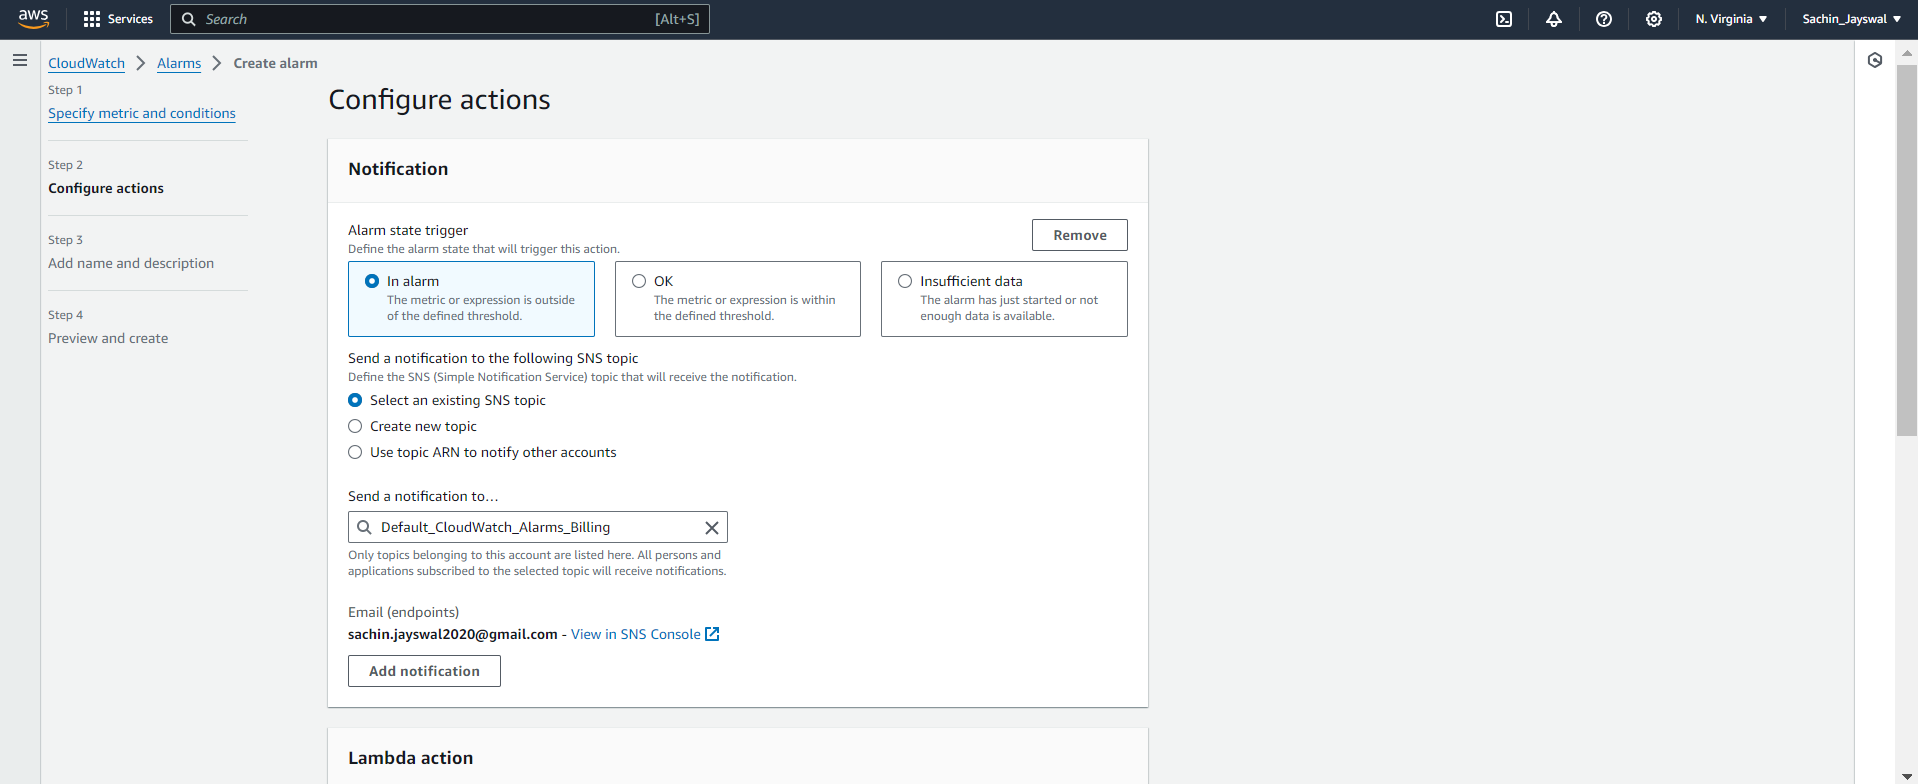 aws
Services
Search [Alt+S]
N. Virginia
Sachin_Jayswal
CloudWatch
Alarms
Create alarm
Step 1
Specify metric and conditions
Step 2
Configure actions
Step 3
Add name and description
Step 4
Preview and create
Configure actions
Notification
Alarm state trigger
Define the alarm state that will trigger this action.
Remove
In alarm
The metric or expression is outside
of the defined threshold.
OK
The metric or expression is within
the defined threshold.
Insufficient data
The alarm has just started or not
enough data is available.
Send a notification to the following SNS topic
Define the SNS (Simple Notification Service) topic that will receive the notification.
Select an existing SNS topic
Create new topic
Use topic ARN to notify other accounts
Send a notification to…
Default_CloudWatch_Alarms_Billing
Only topics belonging to this account are listed here. All persons and
applications subscribed to the selected topic will receive notifications.
Email (endpoints)
sachin.jayswal2020@gmail.com - View in SNS Console
Add notification
Lambda action